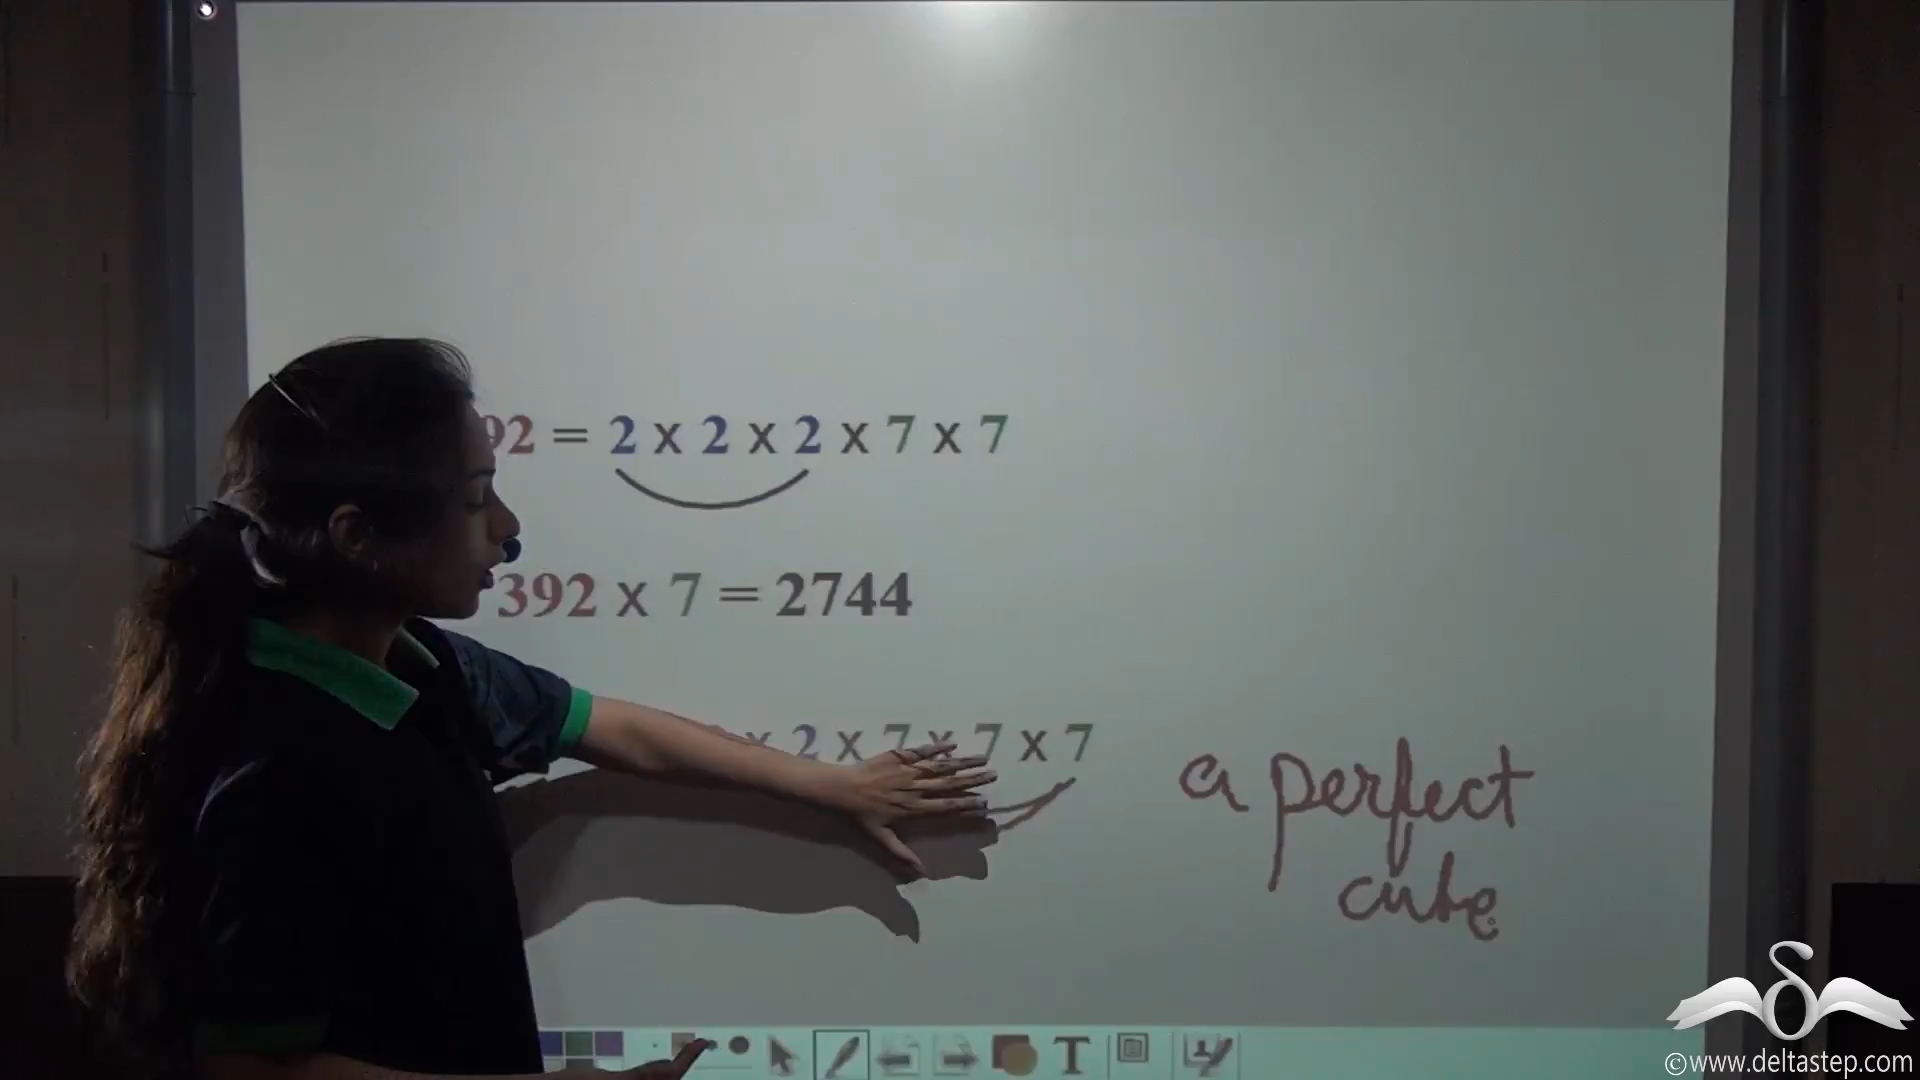 92 = 2 x 2 x 2 x 7 x 7
392 x 7 = 2744
x 2 x 7 x 7 x 7
a perfect
cube
T
©www.deltastep.com